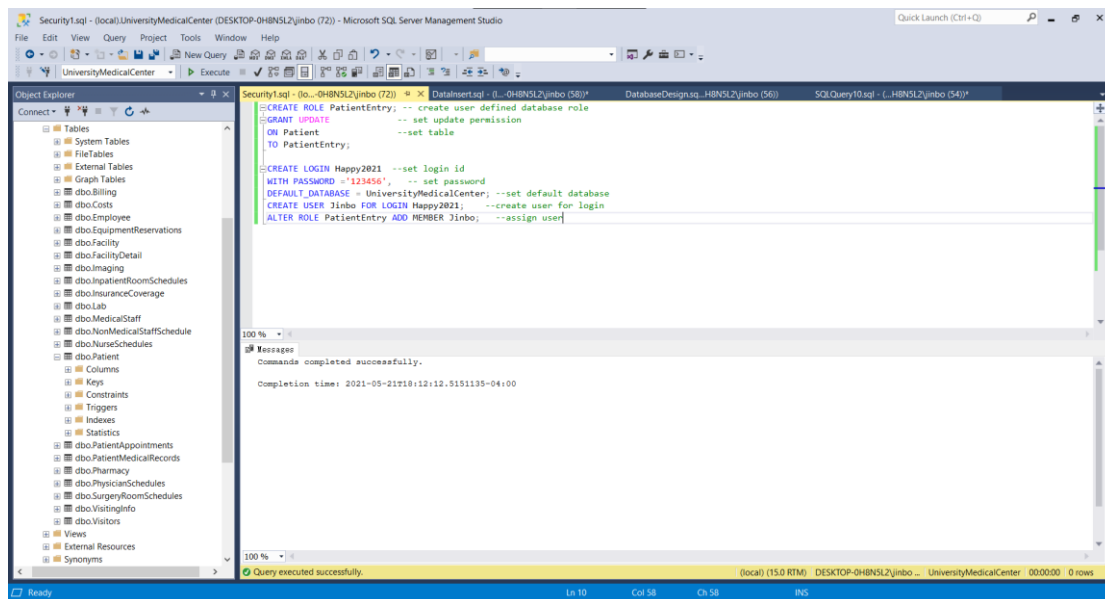 Security1.sql - (local).UniversityMedicalCenter (DESKTOP-0H8N5L2\jinbo (72)) - Microsoft SQL Server Management Studio
Quick Launch (Ctrl+Q)
File Edit View Query Project Tools Window Help
New Query
UniversityMedicalCenter
Execute
Object Explorer
Connect
Tables
System Tables
FileTables
External Tables
Graph Tables
dbo.Billing
dbo.Costs
dbo.Employee
dbo.EquipmentReservations
dbo.Facility
dbo.FacilityDetail
dbo.Imaging
dbo.InpatientRoomSchedules
dbo.InsuranceCoverage
dbo.Lab
dbo.MedicalStaff
dbo.NonMedicalStaffSchedule
dbo.NurseSchedules
dbo.Patient
Columns
Keys
Constraints
Triggers
Indexes
Statistics
dbo.PatientAppointments
dbo.PatientMedicalRecords
dbo.Pharmacy
dbo.PhysicianSchedules
dbo.SurgeryRoomSchedules
dbo.VisitingInfo
dbo.Visitors
Views
External Resources
Synonyms
Security1.sql - (lo...-0H8N5L2\jinbo (72)) DataInsert.sql - (l...-0H8N5L2\jinbo (58))* DatabaseDesign.sq...H8N5L2\jinbo (56)) SQLQuery10.sql - (...H8N5L2\jinbo (54))*
CREATE ROLE PatientEntry; -- create user defined database role
GRANT UPDATE -- set update permission
ON Patient --set table
TO PatientEntry;
CREATE LOGIN Happy2021 --set login id
WITH PASSWORD ='123456', -- set password
DEFAULT_DATABASE = UniversityMedicalCenter; --set default database
CREATE USER Jinbo FOR LOGIN Happy2021; --create user for login
ALTER ROLE PatientEntry ADD MEMBER Jinbo; --assign user
100 %
Messages
Commands completed successfully.
Completion time: 2021-05-21T18:12:12.5151135-04:00
100 %
Query executed successfully. (local) (15.0 RTM) DESKTOP-0H8N5L2\jinbo ... UniversityMedicalCenter 00:00:00 0 rows
Ready Ln 10 Col 58 Ch 58 INS